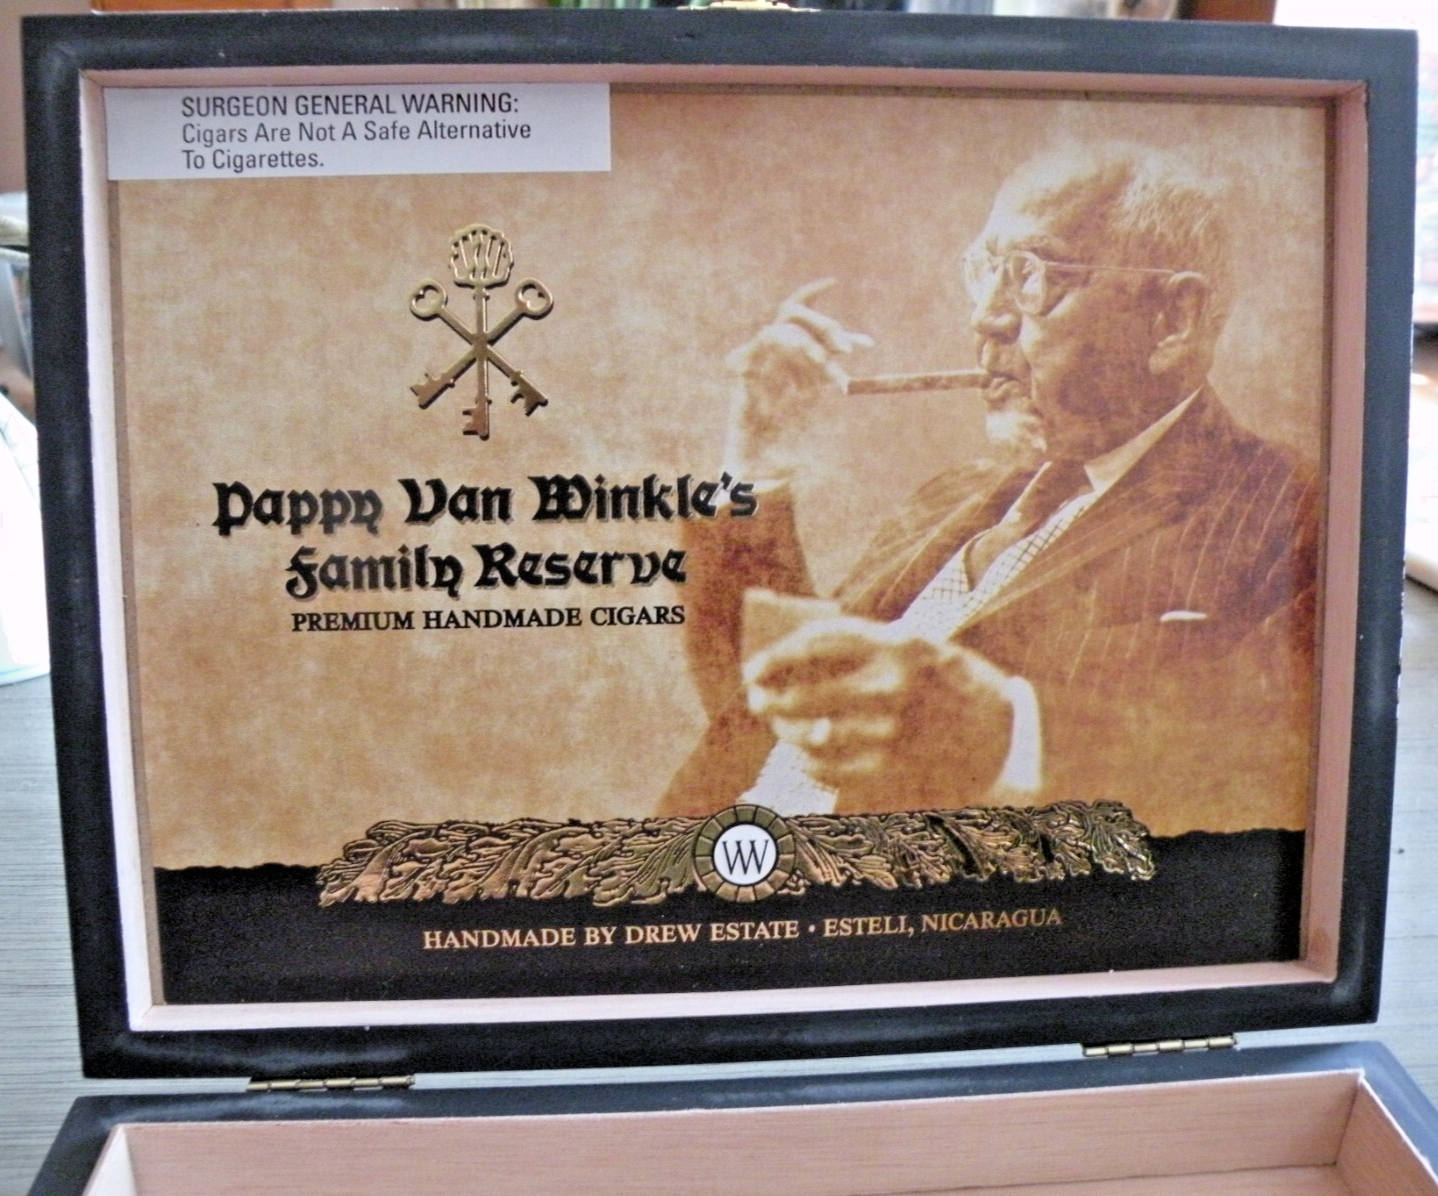 SURGEON GENERAL WARNING:
Cigars Are Not A Safe Alternative
To Cigarettes.
Pappy Van Winkle's
Family Reserve
PREMIUM HANDMADE CIGARS
VVV
HANDMADE BY DREW ESTATE • ESTELI, NICARAGUA